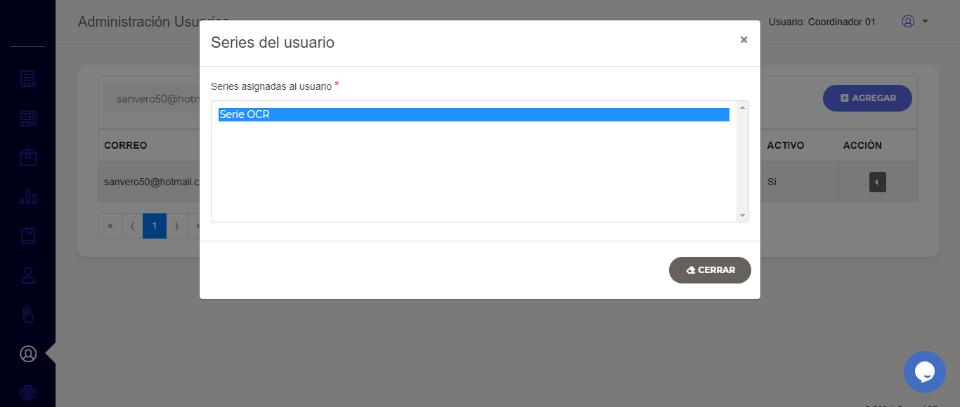 Administración Usuarios
Usuario: Coordinador 01
Series del usuario
×
Series asignadas al usuario *
Serie OCR
sanvero50@hotm
AGREGAR
CORREO
ACTIVO
ACCIÓN
sanvero50@hotmail.c
Si
« ⟨ 1 ⟩ »
CERRAR